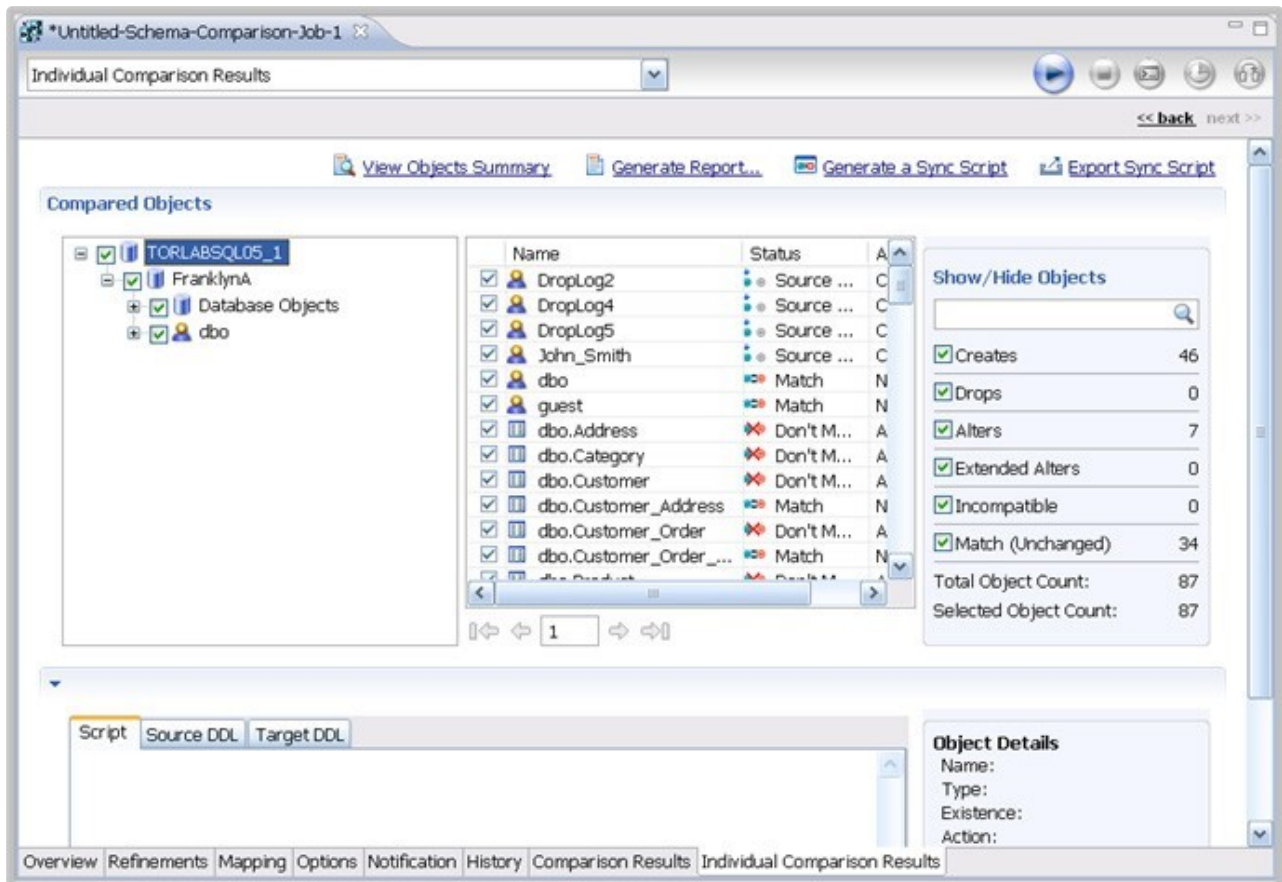 *Untitled-Schema-Comparison-Job-1
Individual Comparison Results
<< back next >>
View Objects Summary Generate Report... Generate a Sync Script Export Sync Script
Compared Objects
TORLABSQL05_1
FranklynA
Database Objects
dbo
Name Status A
DropLog2 Source ... C
DropLog4 Source ... C
DropLog5 Source ... C
John_Smith Source ... C
dbo Match N
guest Match N
dbo.Address Don't M... A
dbo.Category Don't M... A
dbo.Customer Don't M... A
dbo.Customer_Address Match N
dbo.Customer_Order Don't M... A
dbo.Customer_Order_... Match N
dbo.Product Don't M... A
1
Show/Hide Objects
Creates 46
Drops 0
Alters 7
Extended Alters 0
Incompatible 0
Match (Unchanged) 34
Total Object Count: 87
Selected Object Count: 87
Script Source DDL Target DDL
Object Details
Name:
Type:
Existence:
Action:
Overview Refinements Mapping Options Notification History Comparison Results Individual Comparison Results